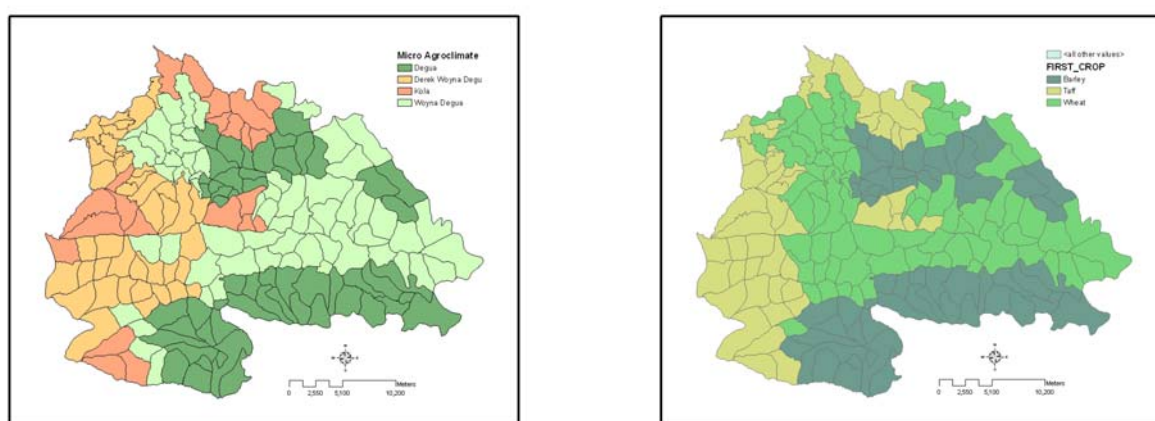 Micro Agroclimate
Degua
Derek Woyna Degu
Kola
Woyna Degua
Meters
0 2,550 5,100 10,200
<all other values>
FIRST_CROP
Barley
Taff
Wheat
Meters
0 2,550 5,100 10,200